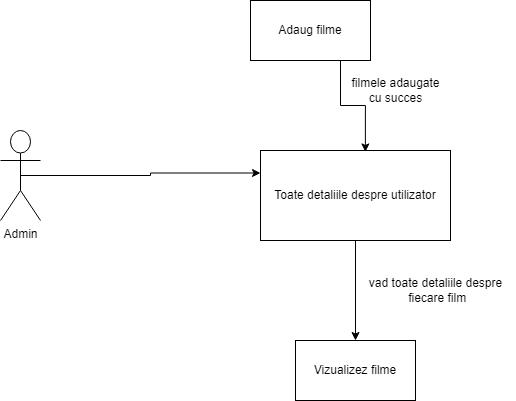 Adaug filme
filmele adaugate
cu succes
Toate detaliile despre utilizator
Admin
vad toate detaliile despre
fiecare film
Vizualizez filme